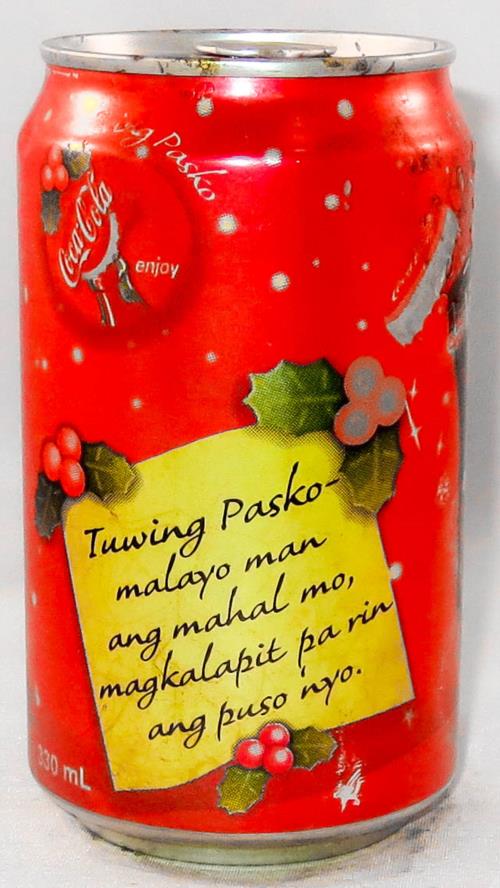 Pasko
Coca-Cola
enjoy
Tuwing Pasko-
malayo man
ang mahal mo,
magkalapit pa rin
ang puso 'nyo.
330 mL